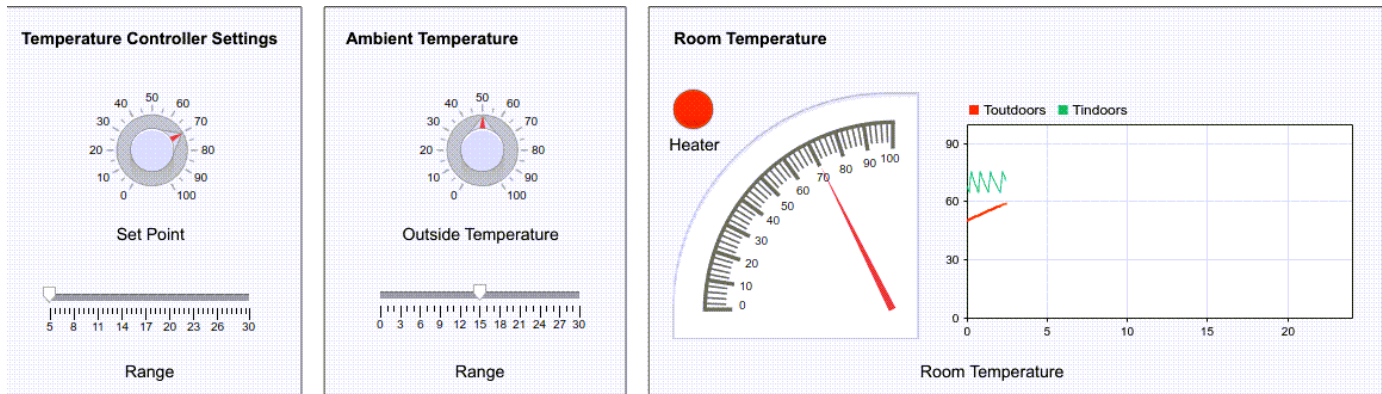 Temperature Controller Settings
0 10 20 30 40 50 60 70 80 90 100
Set Point
5 8 11 14 17 20 23 26 30
Range
Ambient Temperature
0 10 20 30 40 50 60 70 80 90 100
Outside Temperature
0 3 6 9 12 15 18 21 24 27 30
Range
Room Temperature
Heater
0 10 20 30 40 50 60 70 80 90 100
Toutdoors Tindoors
90
60
30
0
0 5 10 15 20
Room Temperature